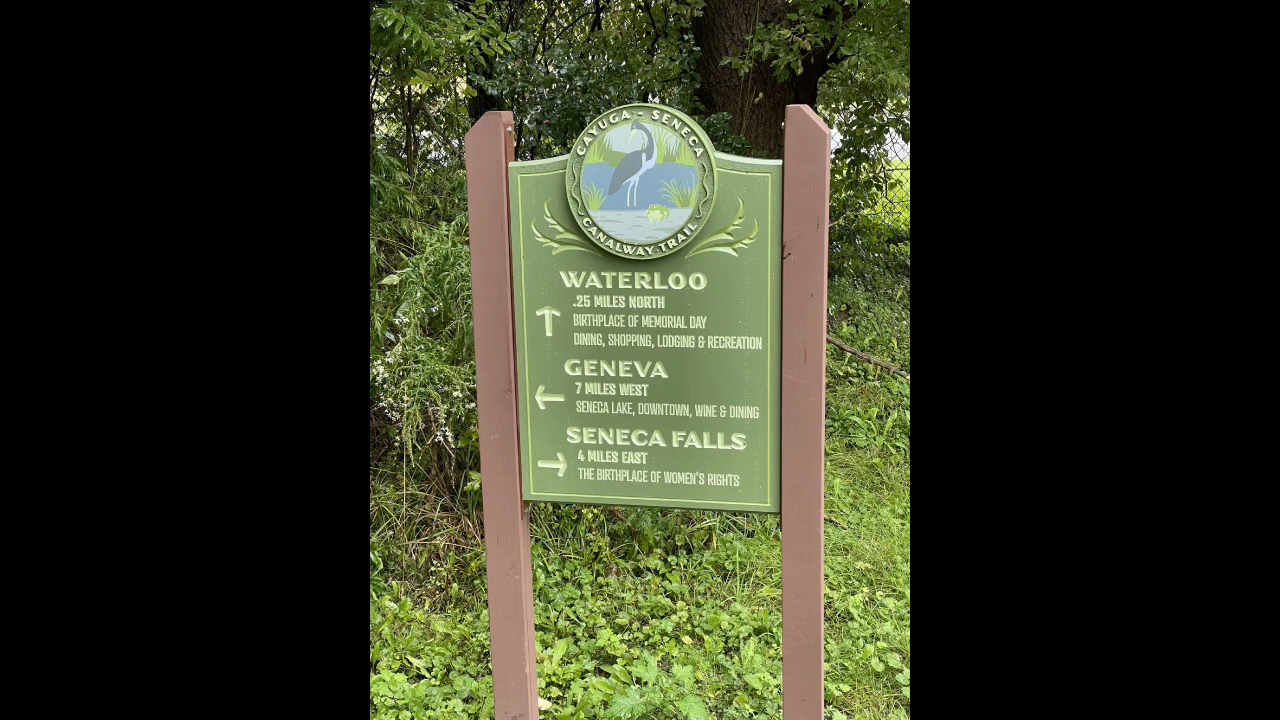 CAYUGA - SENECA
CANALWAY TRAIL
WATERLOO
.25 MILES NORTH
BIRTHPLACE OF MEMORIAL DAY
DINING, SHOPPING, LODGING & RECREATION
GENEVA
7 MILES WEST
SENECA LAKE, DOWNTOWN, WINE & DINING
SENECA FALLS
4 MILES EAST
THE BIRTHPLACE OF WOMEN'S RIGHTS